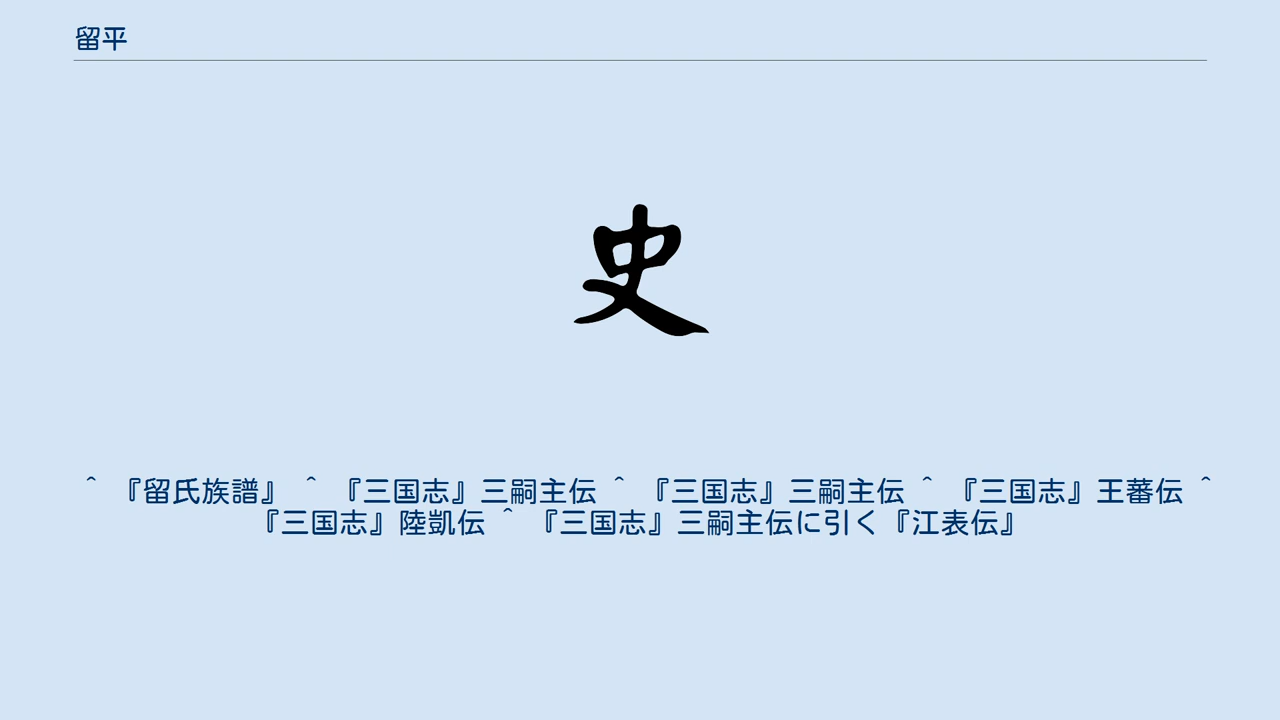 留平
史
＾ 『留氏族譜』 ＾ 『三国志』三嗣主伝 ＾ 『三国志』三嗣主伝 ＾ 『三国志』王蕃伝 ＾
『三国志』陸凱伝 ＾ 『三国志』三嗣主伝に引く『江表伝』